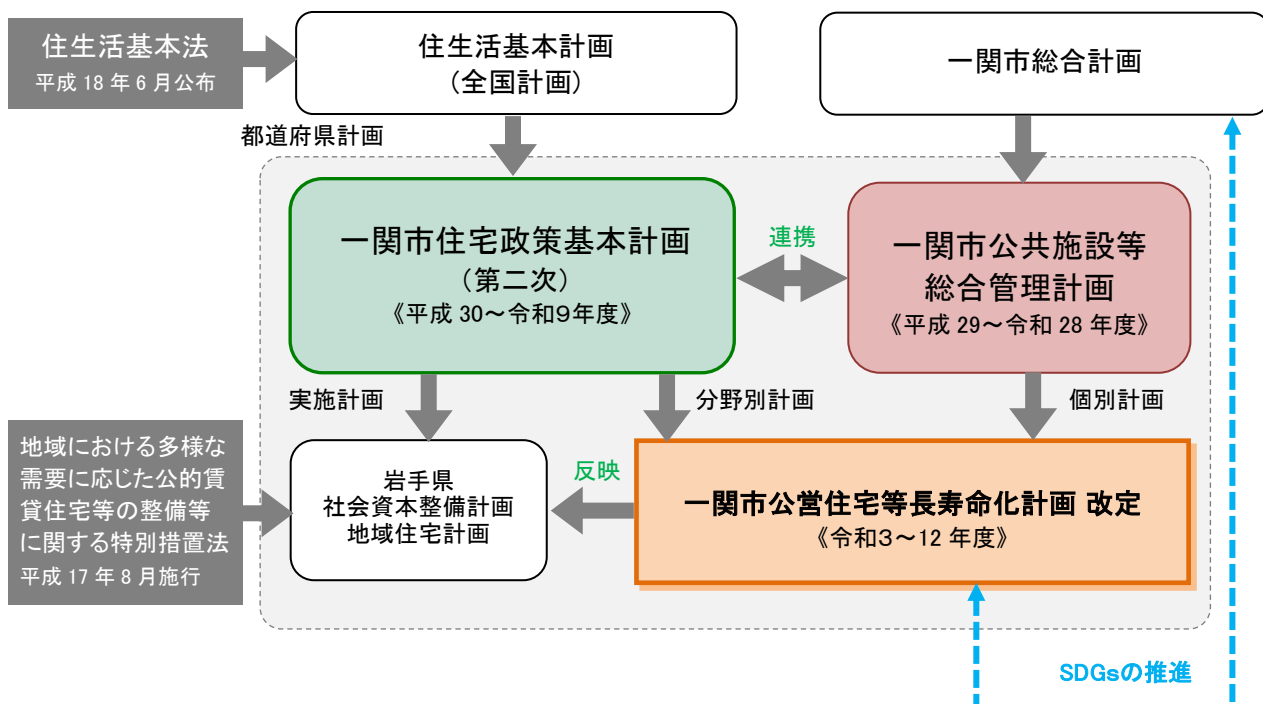 住生活基本法
平成 18 年 6 月公布
住生活基本計画
(全国計画)
一関市総合計画
都道府県計画
一関市住宅政策基本計画
(第二次)
《平成 30~令和9年度》
連携
一関市公共施設等
総合管理計画
《平成 29~令和 28 年度》
実施計画
分野別計画
個別計画
地域における多様な
需要に応じた公的賃
貸住宅等の整備等
に関する特別措置法
平成 17 年 8 月施行
岩手県
社会資本整備計画
地域住宅計画
反映
一関市公営住宅等長寿命化計画 改定
《令和3~12 年度》
SDGsの推進